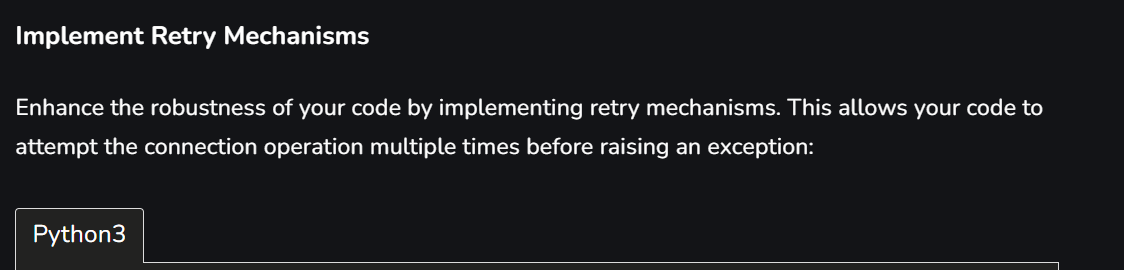 Implement Retry Mechanisms
Enhance the robustness of your code by implementing retry mechanisms. This allows your code to
attempt the connection operation multiple times before raising an exception:
Python3